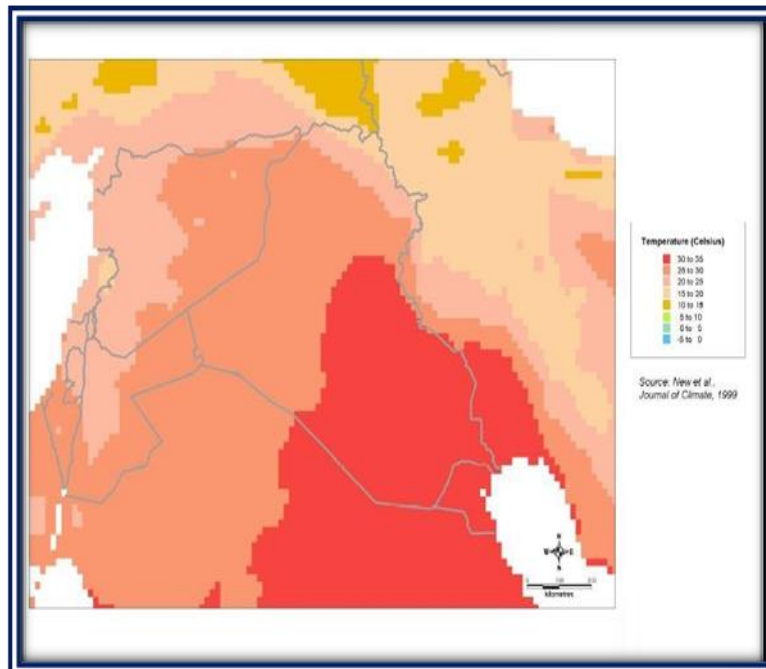 Temperature (Celsius)
30 to 35
25 to 30
20 to 25
15 to 20
10 to 15
5 to 10
0 to 5
-5 to 0
Source: New et al.,
Journal of Climate, 1999
N
W E
S
0
kilometres